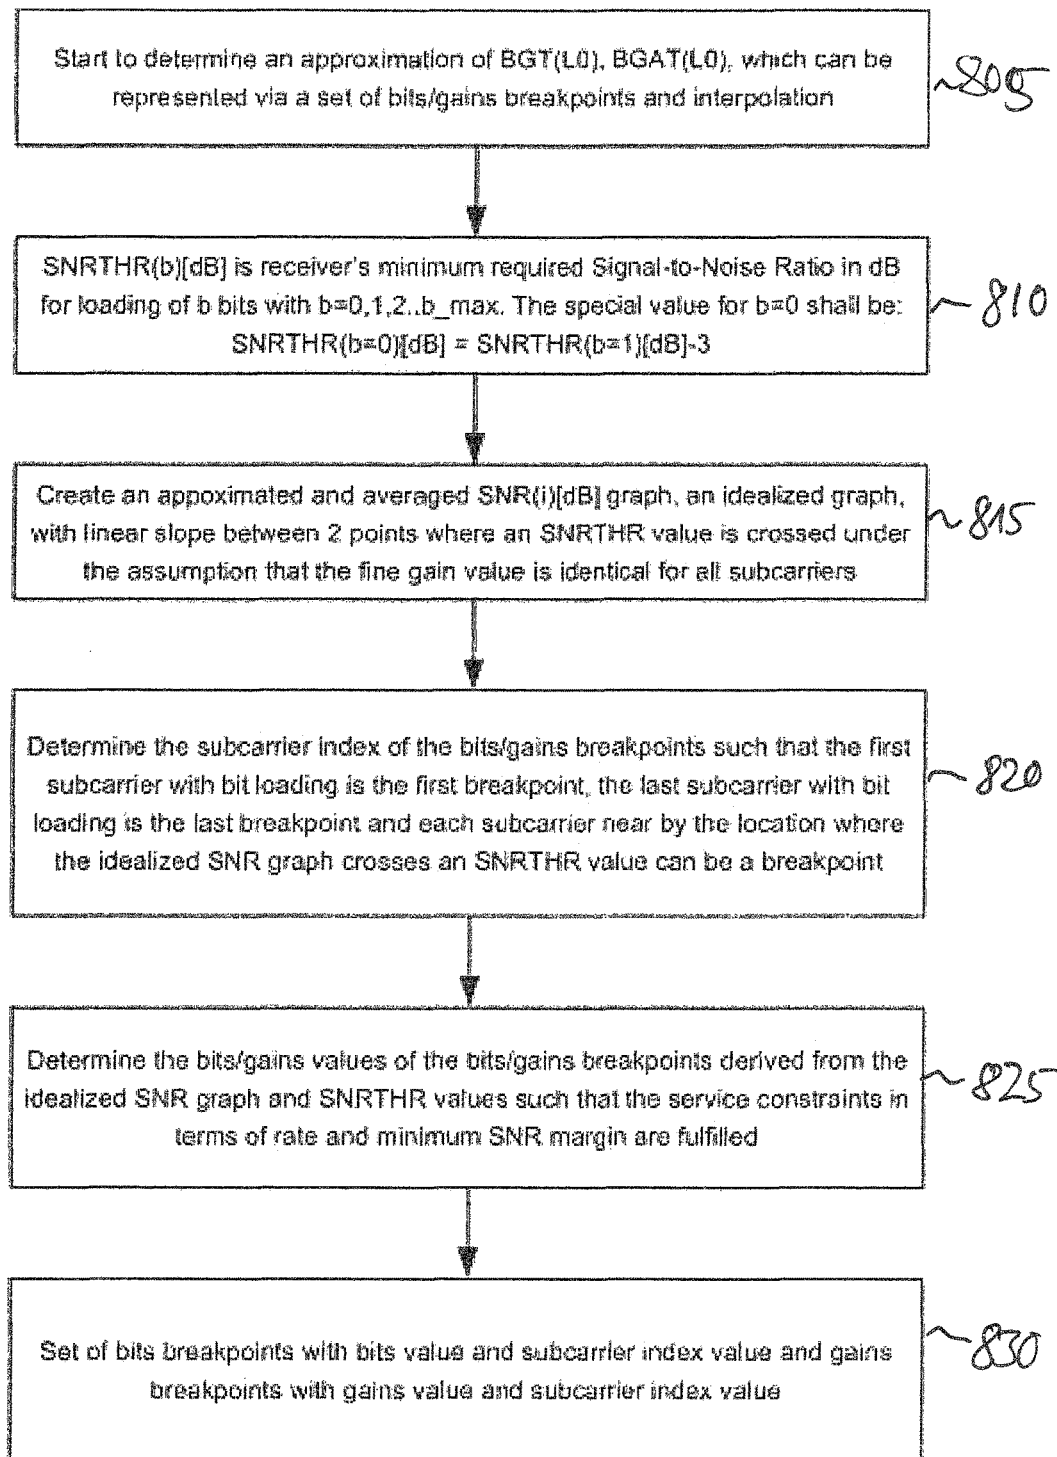 Start to determine an approximation of BGT(L0), BGAT(L0), which can be
represented via a set of bits/gains breakpoints and interpolation
~805
SNRTHR(b)[dB] is receiver's minimum required Signal-to-Noise Ratio in dB
for loading of b bits with b=0,1,2..b_max. The special value for b=0 shall be:
SNRTHR(b=0)[dB] = SNRTHR(b=1)[dB]-3
~810
Create an appoximated and averaged SNR(i)[dB] graph, an idealized graph,
with linear slope between 2 points where an SNRTHR value is crossed under
the assumption that the fine gain value is identical for all subcarriers
~815
Determine the subcarrier index of the bits/gains breakpoints such that the first
subcarrier with bit loading is the first breakpoint, the last subcarrier with bit
loading is the last breakpoint and each subcarrier near by the location where
the idealized SNR graph crosses an SNRTHR value can be a breakpoint
~820
Determine the bits/gains values of the bits/gains breakpoints derived from the
idealized SNR graph and SNRTHR values such that the service constraints in
terms of rate and minimum SNR margin are fulfilled
~825
Set of bits breakpoints with bits value and subcarrier index value and gains
breakpoints with gains value and subcarrier index value
~830